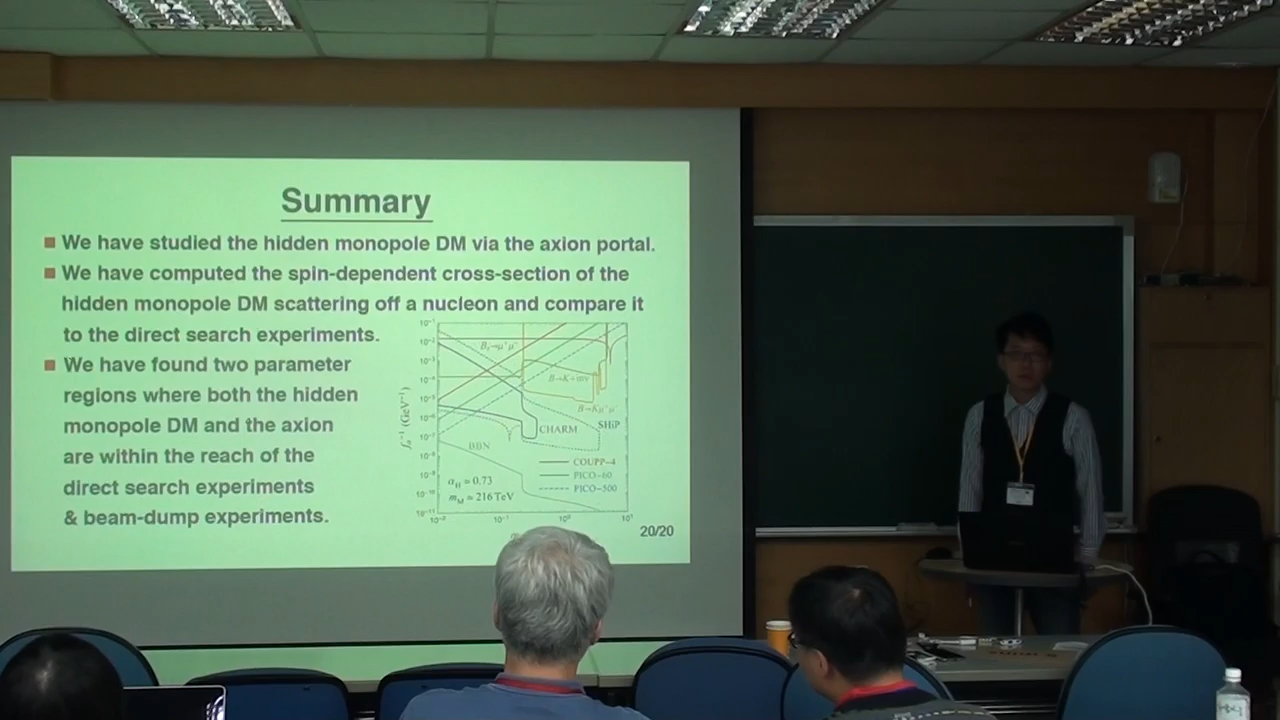 Summary
We have studied the hidden monopole DM via the axion portal.
We have computed the spin-dependent cross-section of the
hidden monopole DM scattering off a nucleon and compare it
to the direct search experiments.
We have found two parameter
regions where both the hidden
monopole DM and the axion
are within the reach of the
direct search experiments
& beam-dump experiments.
CHARM
SHiP
BBN
COUPP-4
PICO-60
PICO-500
α_H = 0.73
m_M = 216 TeV
20/20